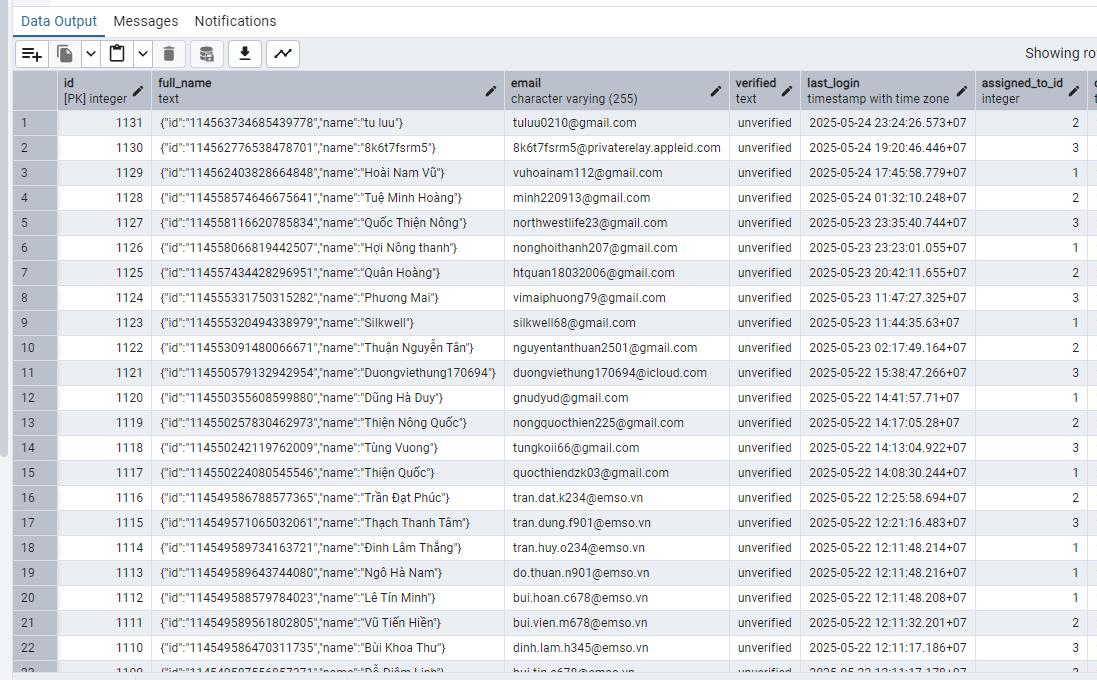 Data Output Messages Notifications
Showing ro
id full_name email verified last_login assigned_to_id
[PK] integer text character varying (255) text timestamp with time zone integer
1 1131 {"id":"114563734685439778","name":"tu luu"} tuluu0210@gmail.com unverified 2025-05-24 23:24:26.573+07 2
2 1130 {"id":"114562776538478701","name":"8k6t7fsrm5"} 8k6t7fsrm5@privaterelay.appleid.com unverified 2025-05-24 19:20:46.446+07 3
3 1129 {"id":"114562403828664848","name":"Hoài Nam Vũ"} vuhoainam112@gmail.com unverified 2025-05-24 17:45:58.779+07 1
4 1128 {"id":"114558574646675641","name":"Tuệ Minh Hoàng"} minh220913@gmail.com unverified 2025-05-24 01:32:10.248+07 2
5 1127 {"id":"114558116620785834","name":"Quốc Thiện Nông"} northwestlife23@gmail.com unverified 2025-05-23 23:35:40.744+07 3
6 1126 {"id":"114558066819442507","name":"Hợi Nông thanh"} nonghoithanh207@gmail.com unverified 2025-05-23 23:23:01.055+07 1
7 1125 {"id":"114557434428296951","name":"Quân Hoàng"} htquan18032006@gmail.com unverified 2025-05-23 20:42:11.655+07 2
8 1124 {"id":"114555331750315282","name":"Phương Mai"} vimaiphuong79@gmail.com unverified 2025-05-23 11:47:27.325+07 3
9 1123 {"id":"114555320494338979","name":"Silkwell"} silkwell68@gmail.com unverified 2025-05-23 11:44:35.63+07 1
10 1122 {"id":"114553091480066671","name":"Thuận Nguyễn Tân"} nguyentanthuan2501@gmail.com unverified 2025-05-23 02:17:49.164+07 2
11 1121 {"id":"114550579132942954","name":"Duongviethung170694"} duongviethung170694@icloud.com unverified 2025-05-22 15:38:47.266+07 3
12 1120 {"id":"114550355608599880","name":"Dũng Hà Duy"} gnudyud@gmail.com unverified 2025-05-22 14:41:57.71+07 1
13 1119 {"id":"114550257830462973","name":"Thiện Nông Quốc"} nongquocthien225@gmail.com unverified 2025-05-22 14:17:05.28+07 2
14 1118 {"id":"114550242119762009","name":"Tùng Vuong"} tungkoii66@gmail.com unverified 2025-05-22 14:13:04.922+07 3
15 1117 {"id":"114550224080545546","name":"Thiện Quốc"} quocthiendzk03@gmail.com unverified 2025-05-22 14:08:30.244+07 1
16 1116 {"id":"114549586788577365","name":"Trần Đạt Phúc"} tran.dat.k234@emso.vn unverified 2025-05-22 12:25:58.694+07 2
17 1115 {"id":"114549571065032061","name":"Thạch Thanh Tâm"} tran.dung.f901@emso.vn unverified 2025-05-22 12:21:16.483+07 3
18 1114 {"id":"114549589734163721","name":"Đinh Lâm Thắng"} tran.huy.o234@emso.vn unverified 2025-05-22 12:11:48.214+07 1
19 1113 {"id":"114549589643744080","name":"Ngô Hà Nam"} do.thuan.n901@emso.vn unverified 2025-05-22 12:11:48.216+07 1
20 1112 {"id":"114549588579784023","name":"Lê Tín Minh"} bui.hoan.c678@emso.vn unverified 2025-05-22 12:11:48.208+07 1
21 1111 {"id":"114549589561802805","name":"Vũ Tiến Hiền"} bui.vien.m678@emso.vn unverified 2025-05-22 12:11:32.201+07 2
22 1110 {"id":"114549586470311735","name":"Bùi Khoa Thư"} dinh.lam.h345@emso.vn unverified 2025-05-22 12:11:17.186+07 3